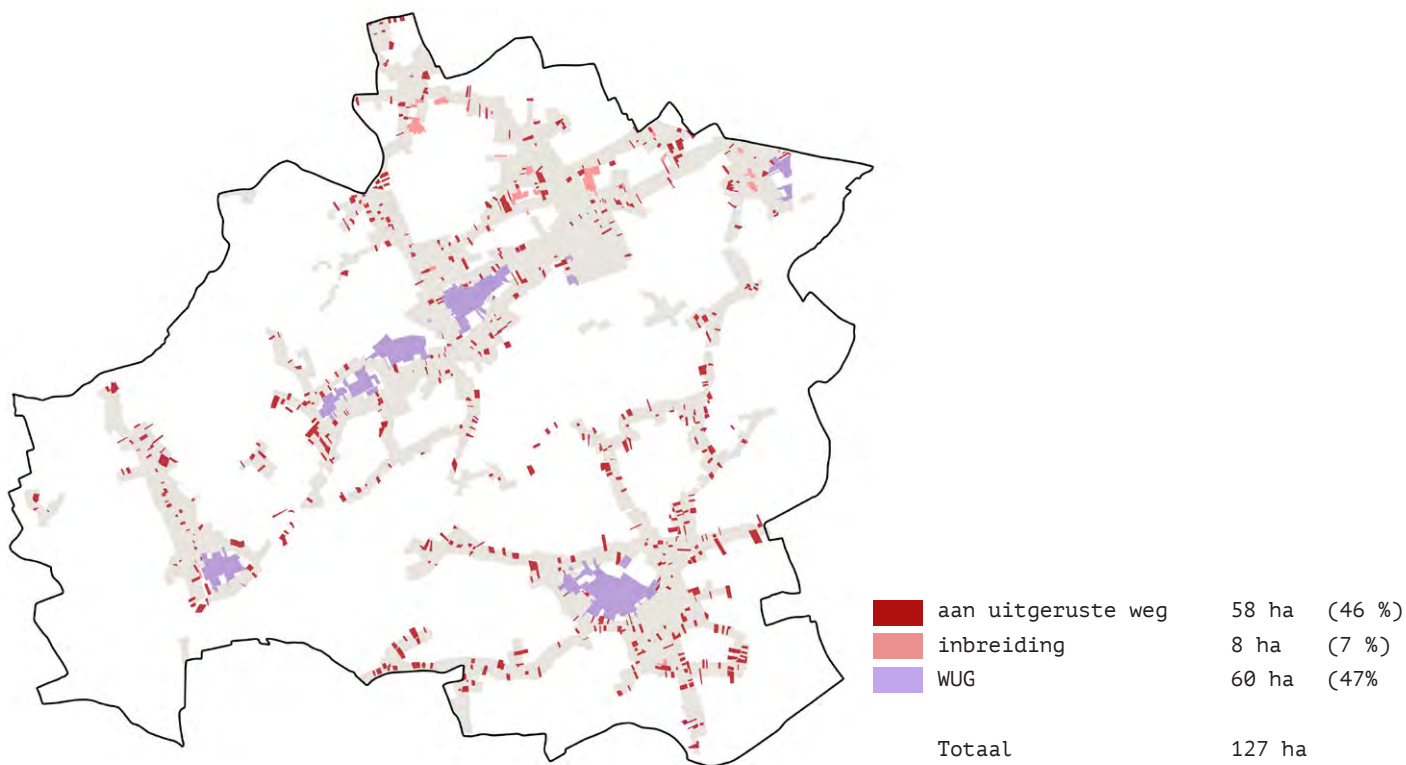 aan uitgeruste weg 58 ha (46 %)
inbreiding 8 ha (7 %)
WUG 60 ha (47%
Totaal 127 ha